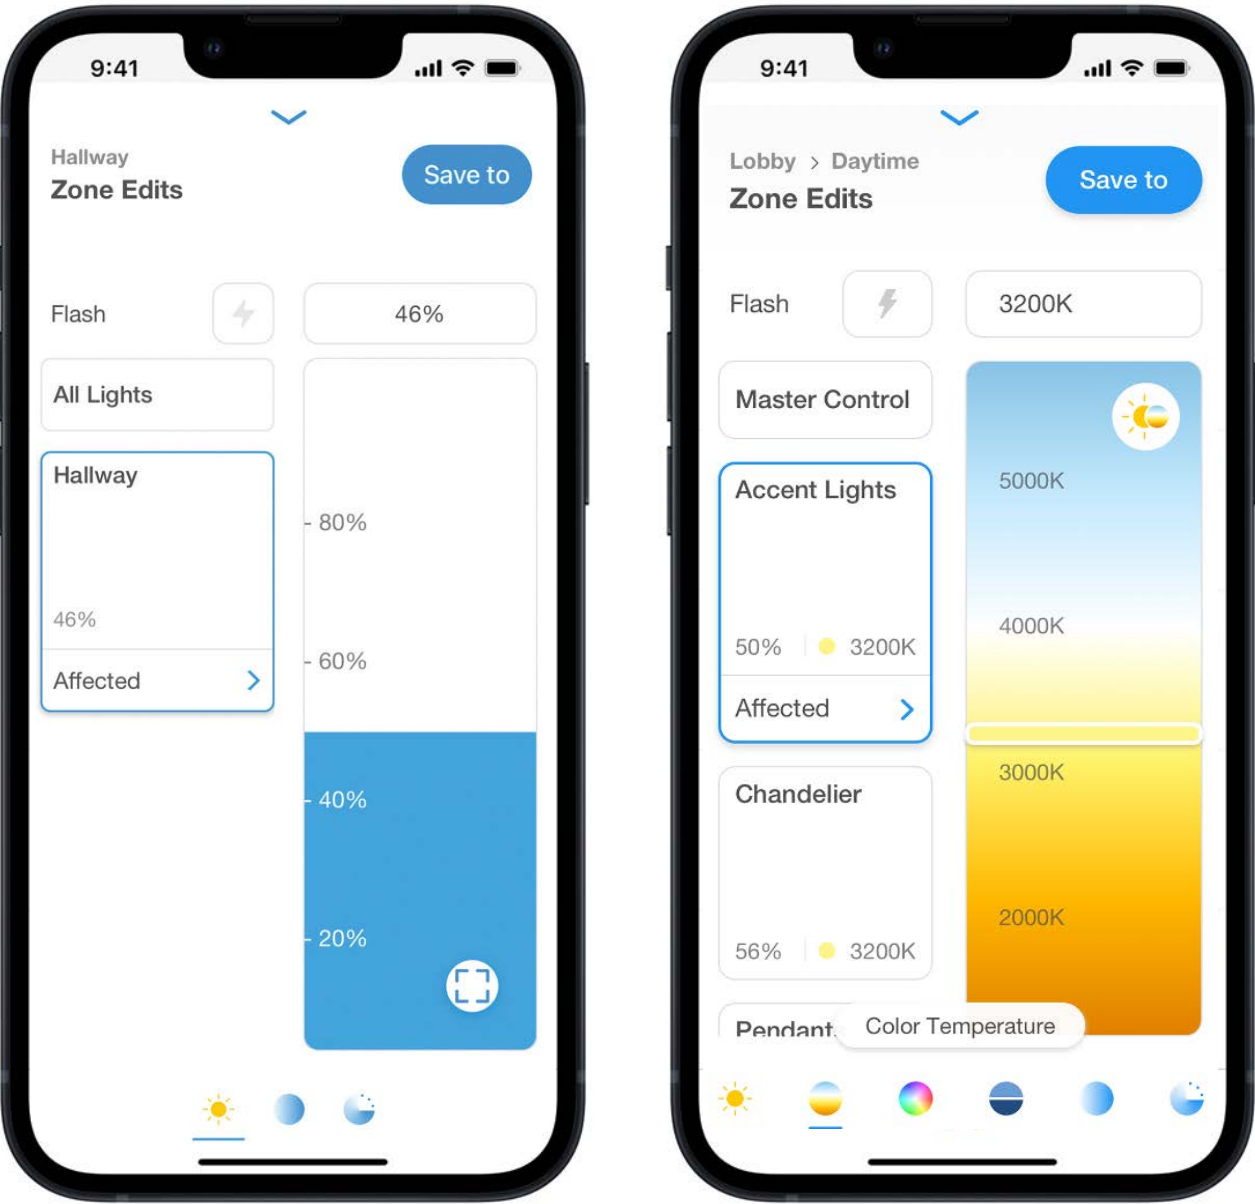 9:41
Hallway
Zone Edits
Save to
Flash
46%
All Lights
Hallway
46%
Affected
- 80%
- 60%
- 40%
- 20%
9:41
Lobby > Daytime
Zone Edits
Save to
Flash
3200K
Master Control
Accent Lights
50% 3200K
Affected
Chandelier
56% 3200K
Pendant
5000K
4000K
3000K
2000K
Color Temperature